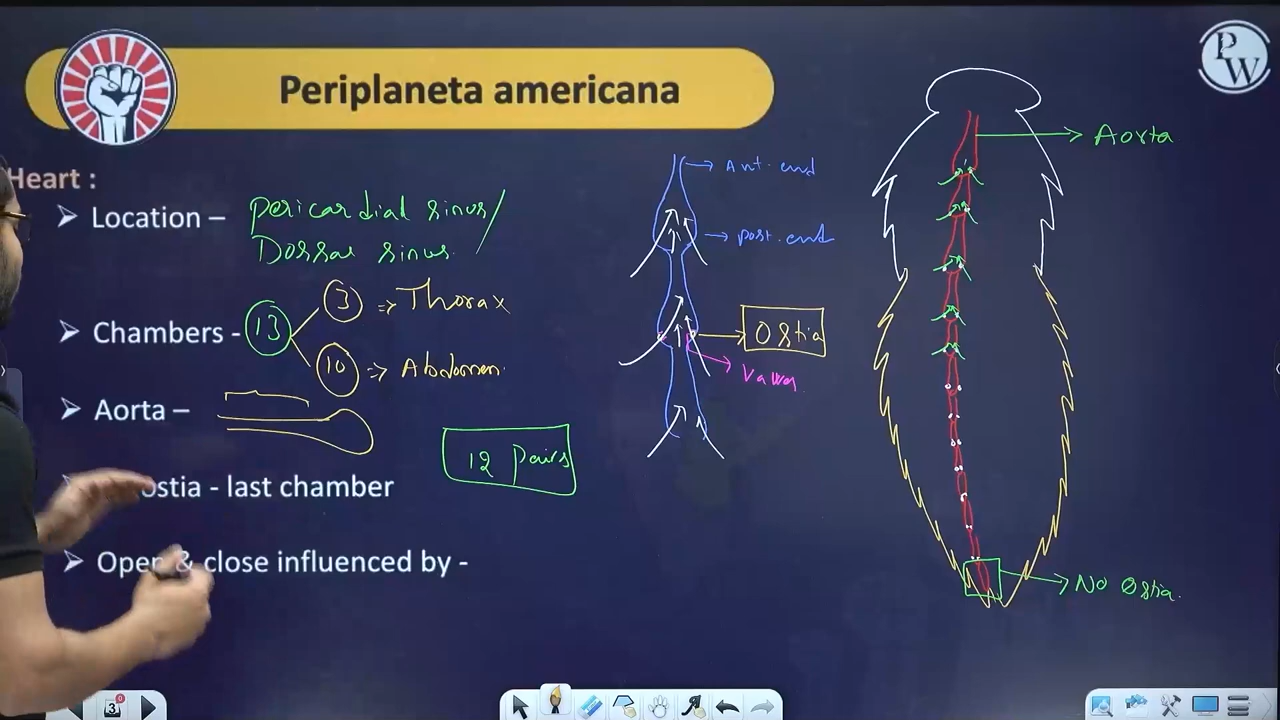 Periplaneta americana
PW
Heart :
Location – Pericardial sinus/
Dorsal sinus.
Chambers - 13
3 => Thorax
10 => Abdomen.
Aorta –
12 pairs
ostia - last chamber
Open & close influenced by -
Ant. end
Post. end
Ostia
Aorta
No Ostia.
3